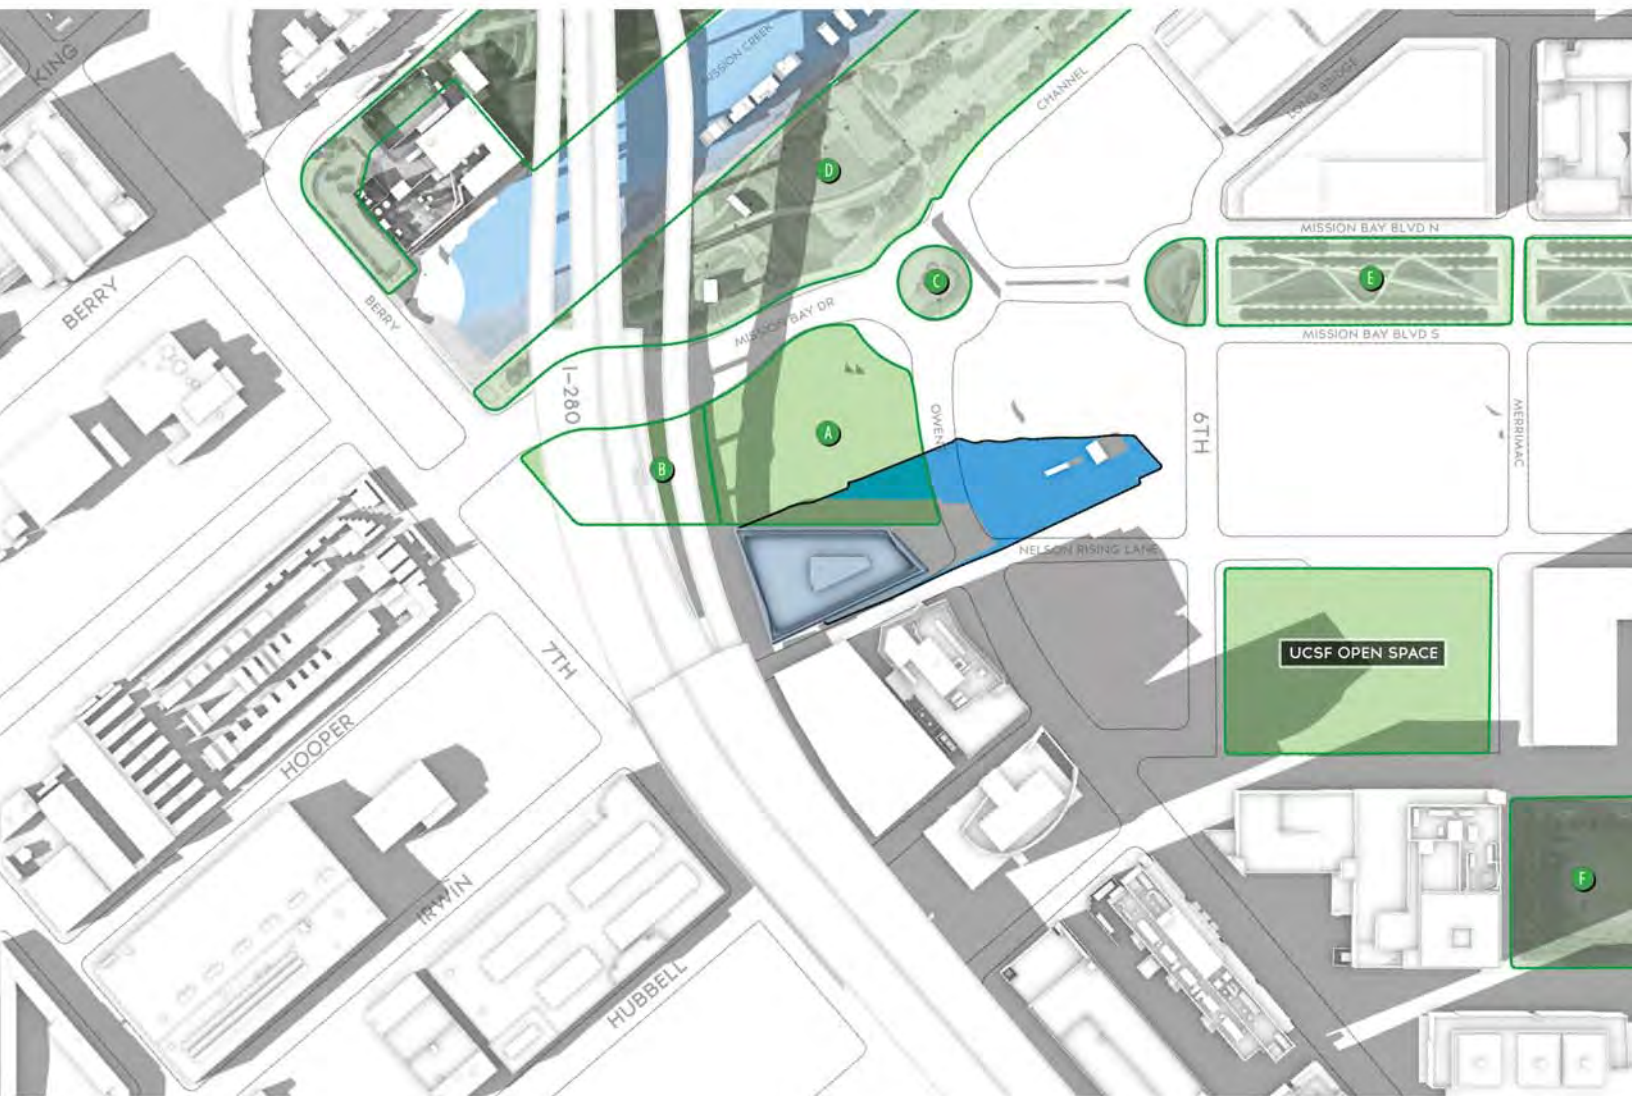 KING
MISSION CREEK
CHANNEL
LONG BRIDGE
D
MISSION BAY BLVD N
C
E
BERRY
BERRY
MISSION BAY DR
MISSION BAY BLVD S
I-280
A
OWEN
6TH
MERRIMAC
B
NELSON RISING LANE
7TH
UCSF OPEN SPACE
HOOPER
F
IRWIN
HUBBELL